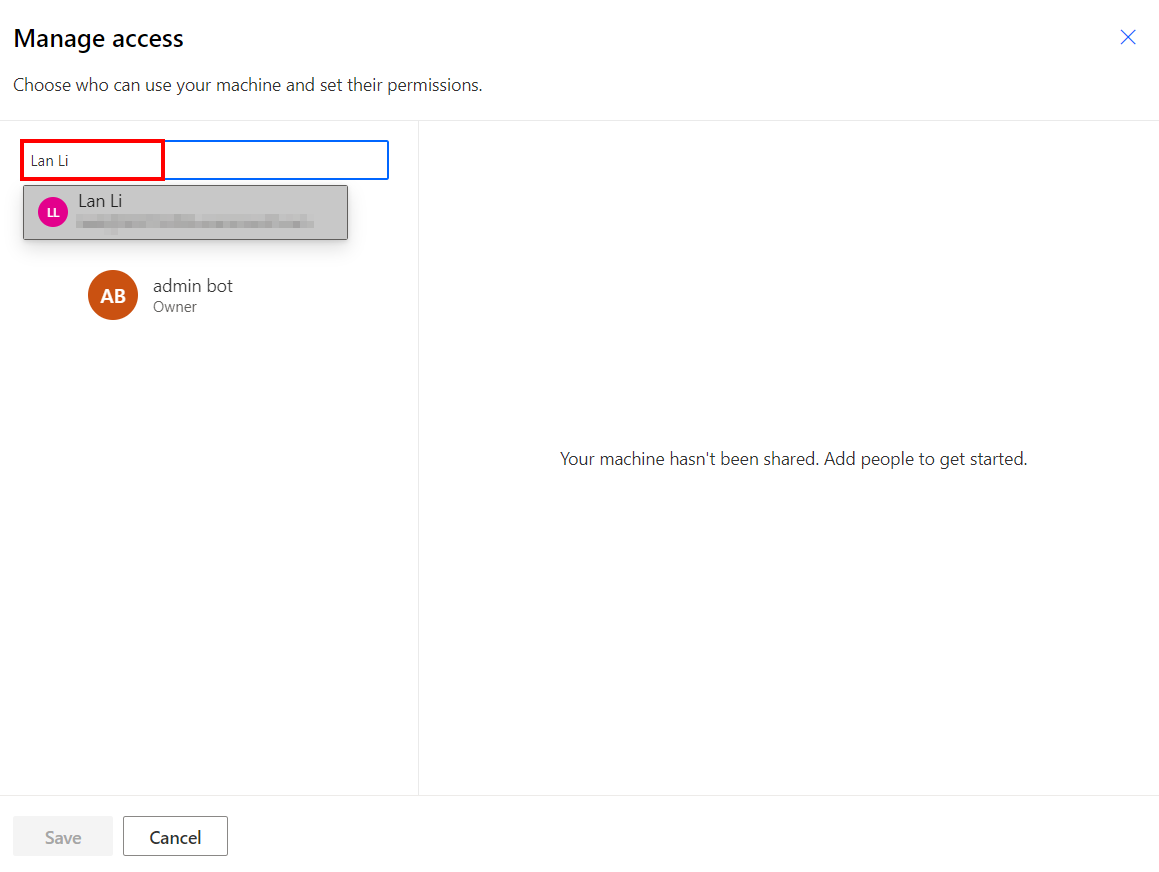 Manage access
Choose who can use your machine and set their permissions.
Lan Li
LL
Lan Li
AB
admin bot
Owner
Your machine hasn't been shared. Add people to get started.
Save
Cancel